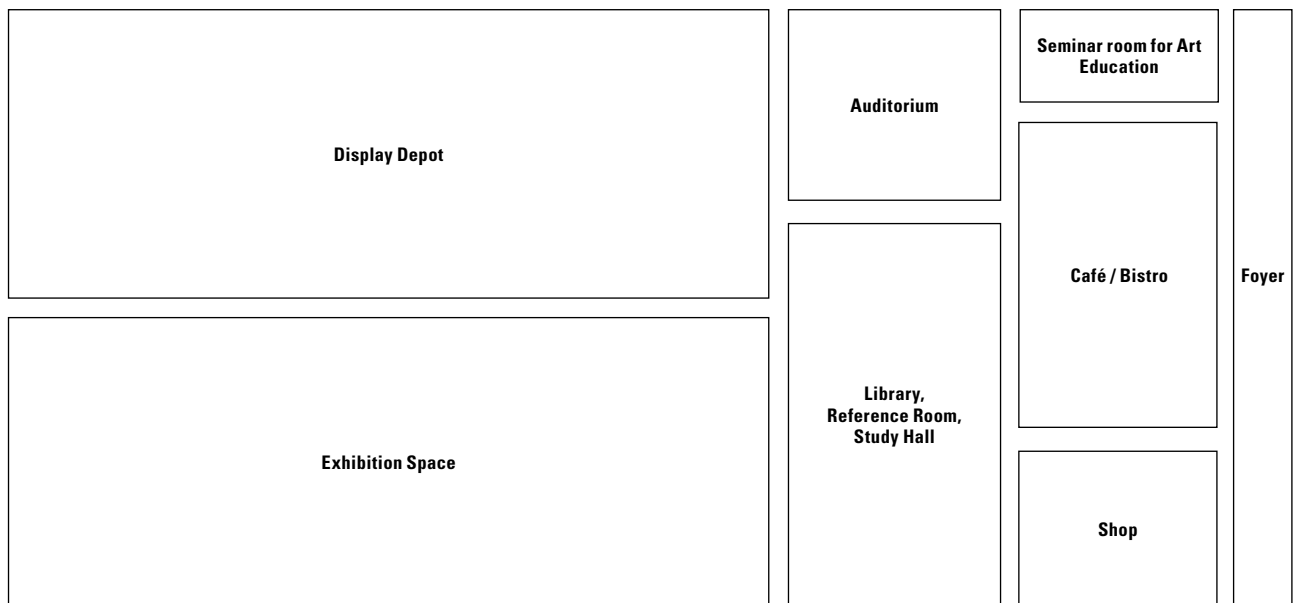 Display Depot
Exhibition Space
Auditorium
Library,
Reference Room,
Study Hall
Seminar room for Art
Education
Café / Bistro
Shop
Foyer